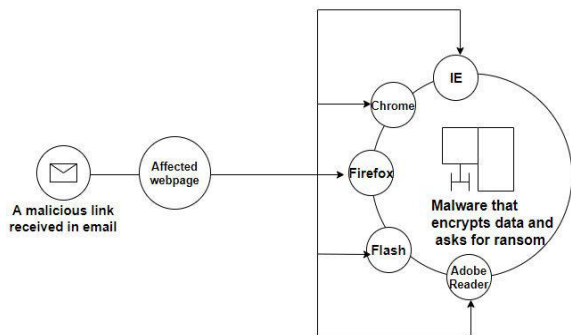 A malicious link
received in email
Affected
webpage
IE
Chrome
Firefox
Flash
Adobe
Reader
Malware that
encrypts data and
asks for ransom